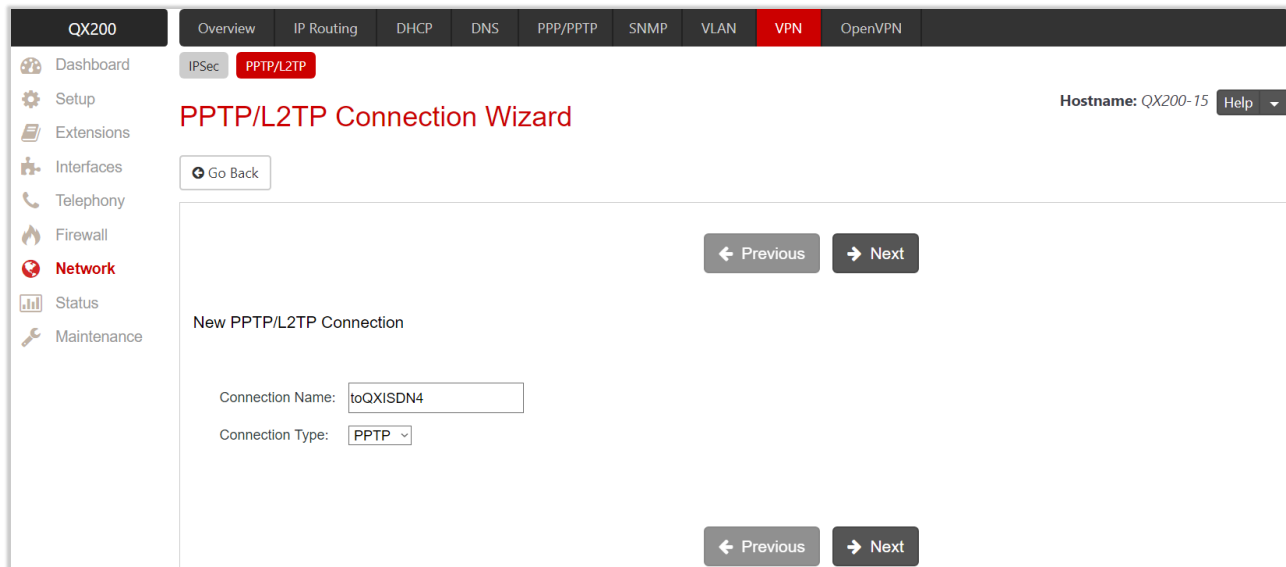 QX200
Overview IP Routing DHCP DNS PPP/PPTP SNMP VLAN VPN OpenVPN
Dashboard
Setup
Extensions
Interfaces
Telephony
Firewall
Network
Status
Maintenance
IPSec PPTP/L2TP
Hostname: QX200-15 Help
PPTP/L2TP Connection Wizard
Go Back
Previous Next
New PPTP/L2TP Connection
Connection Name: toQXISDN4
Connection Type: PPTP
Previous Next